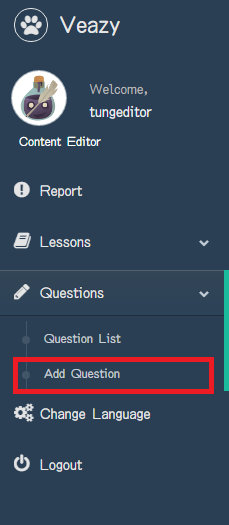 Veazy
Welcome,
tungeditor
Content Editor
Report
Lessons
Questions
Question List
Add Question
Change Language
Logout